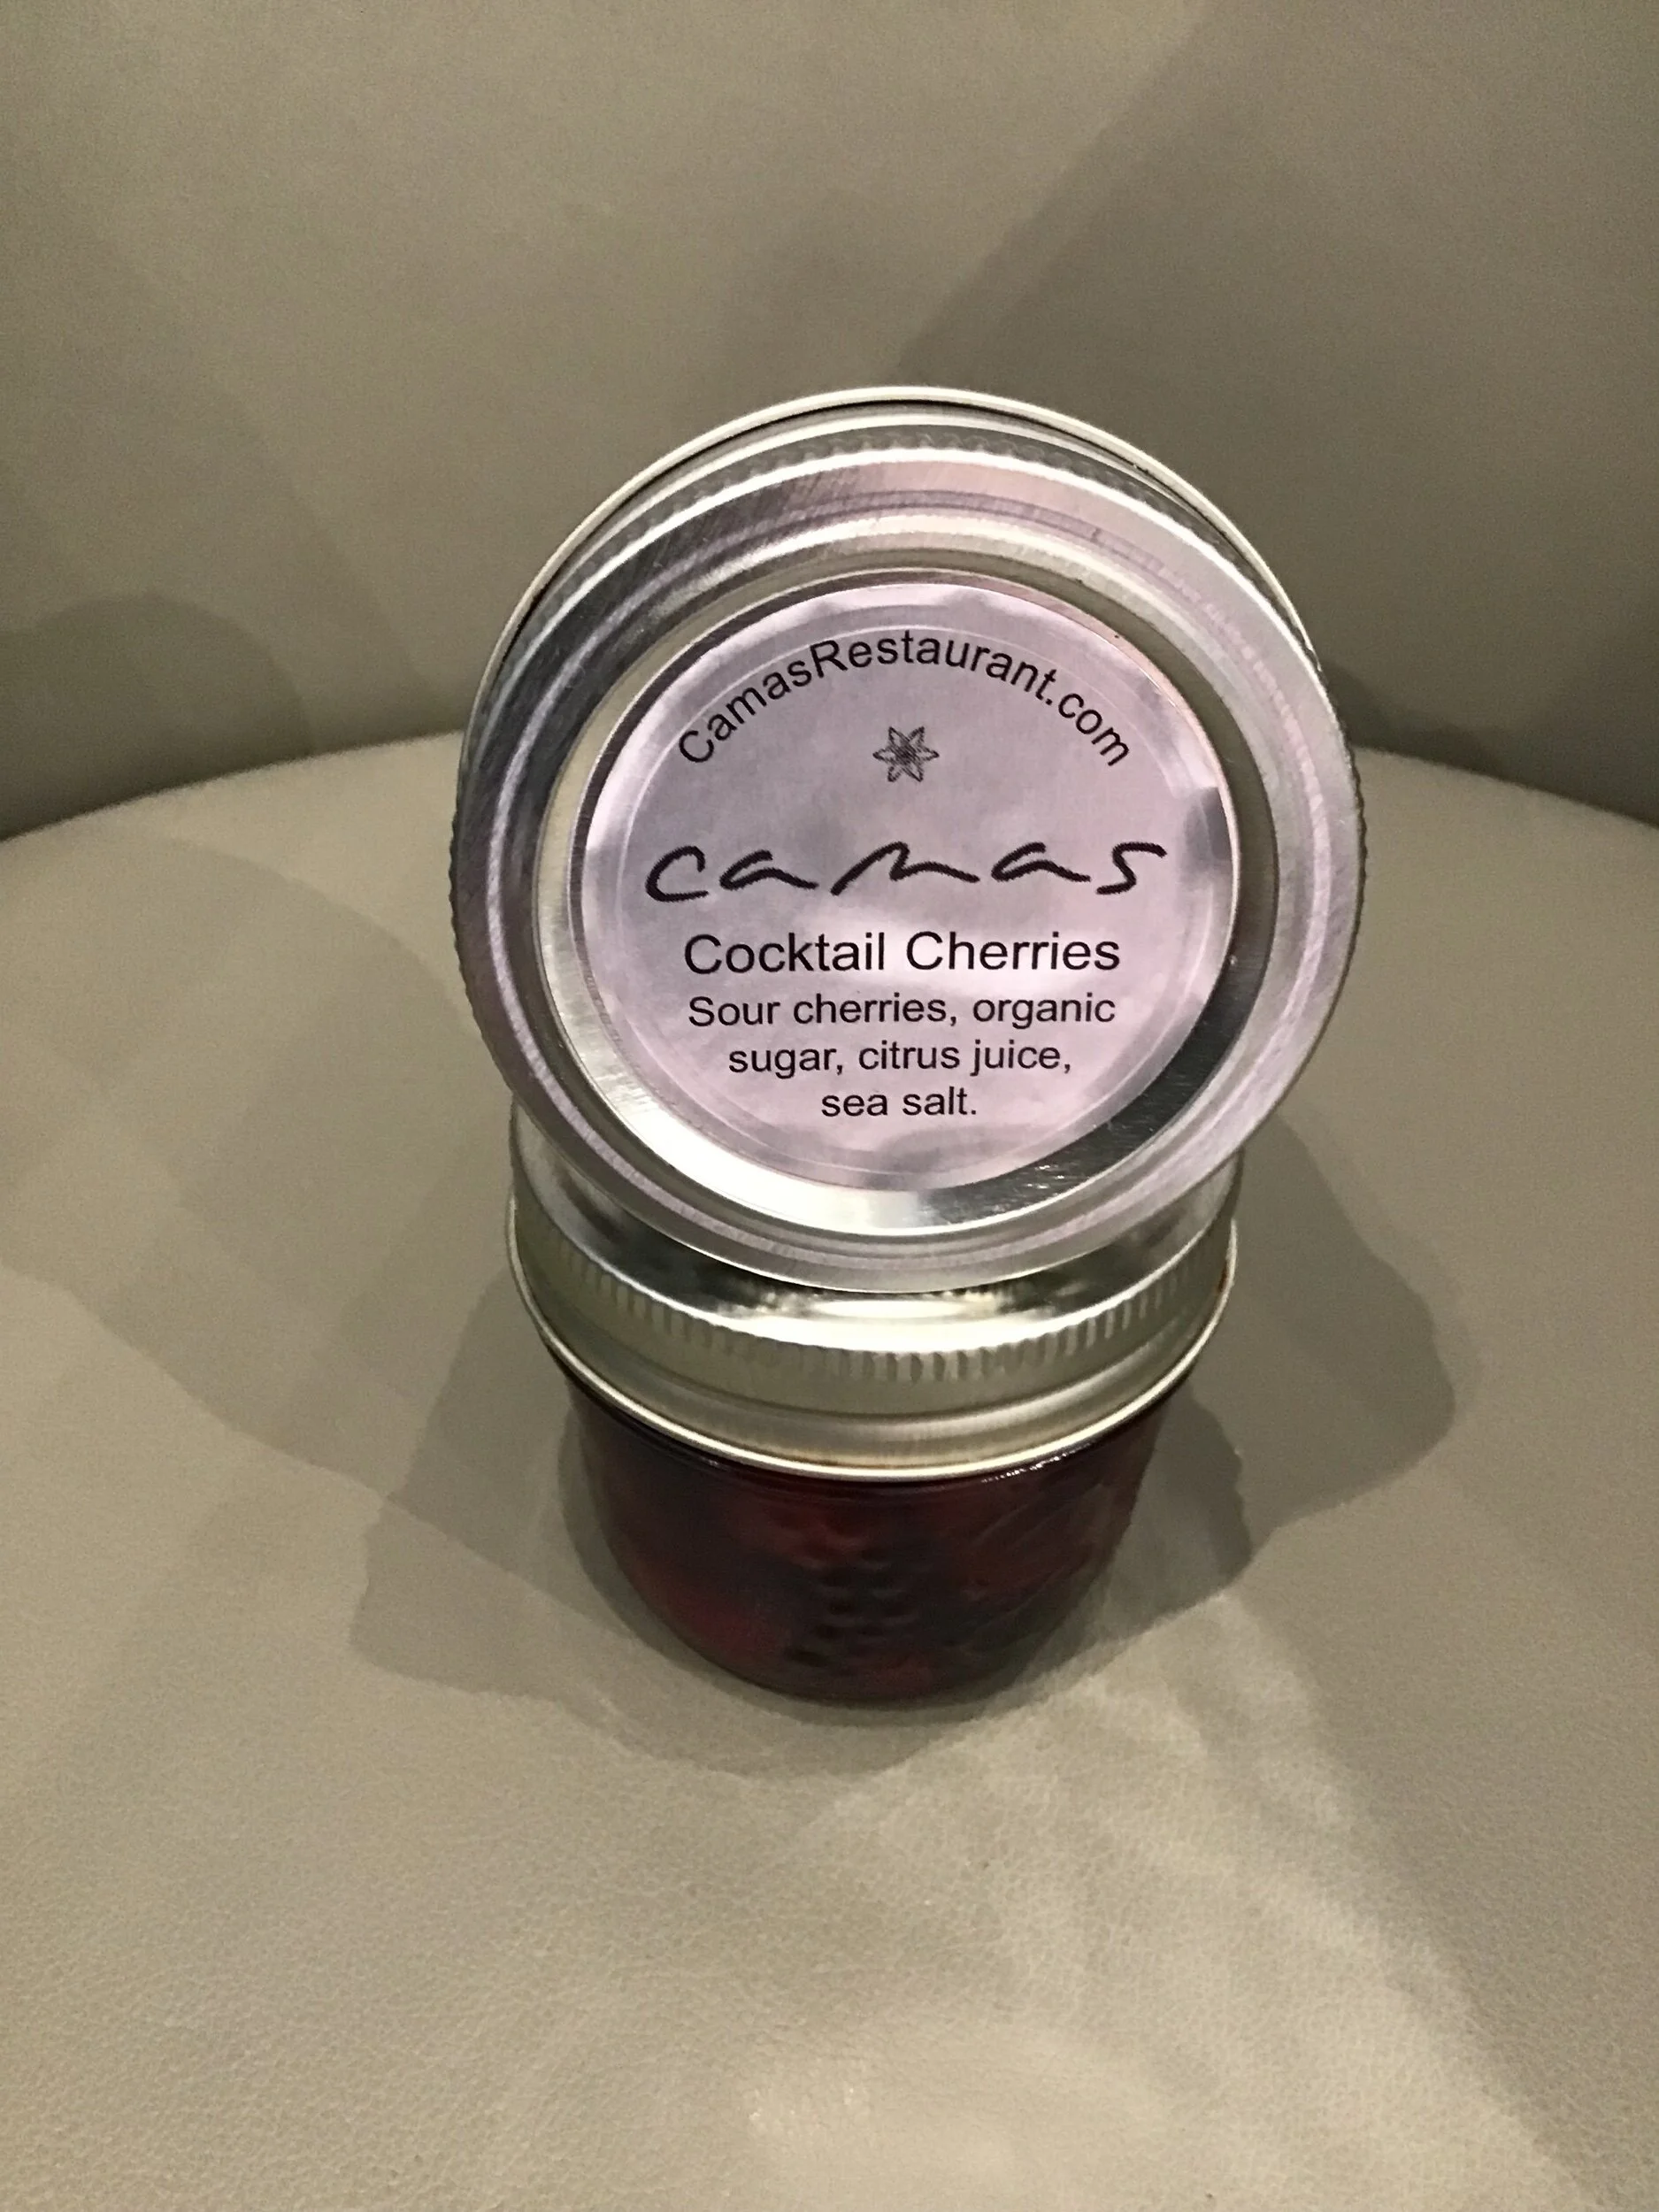 CamasRestaurant.com
camas
Cocktail Cherries
Sour cherries, organic
sugar, citrus juice,
sea salt.